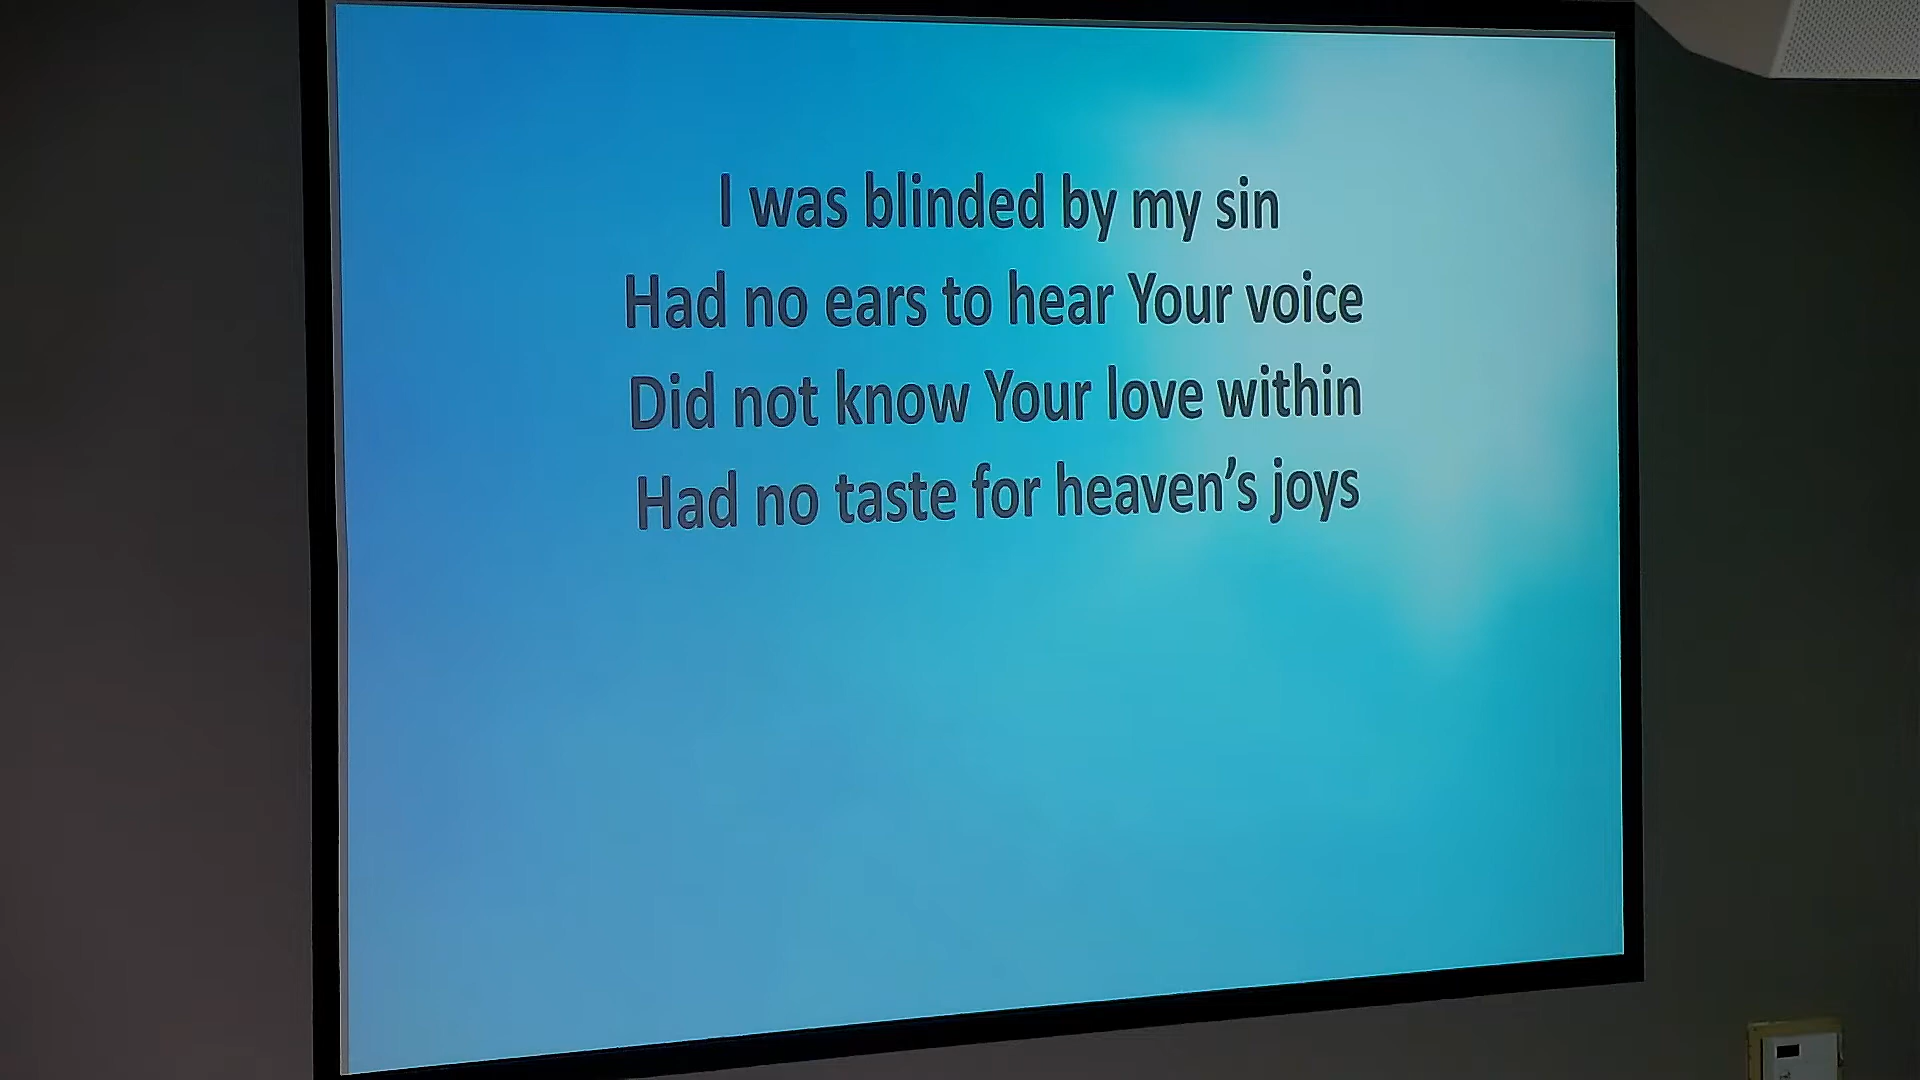 I was blinded by my sin
Had no ears to hear Your voice
Did not know Your love within
Had no taste for heaven's joys